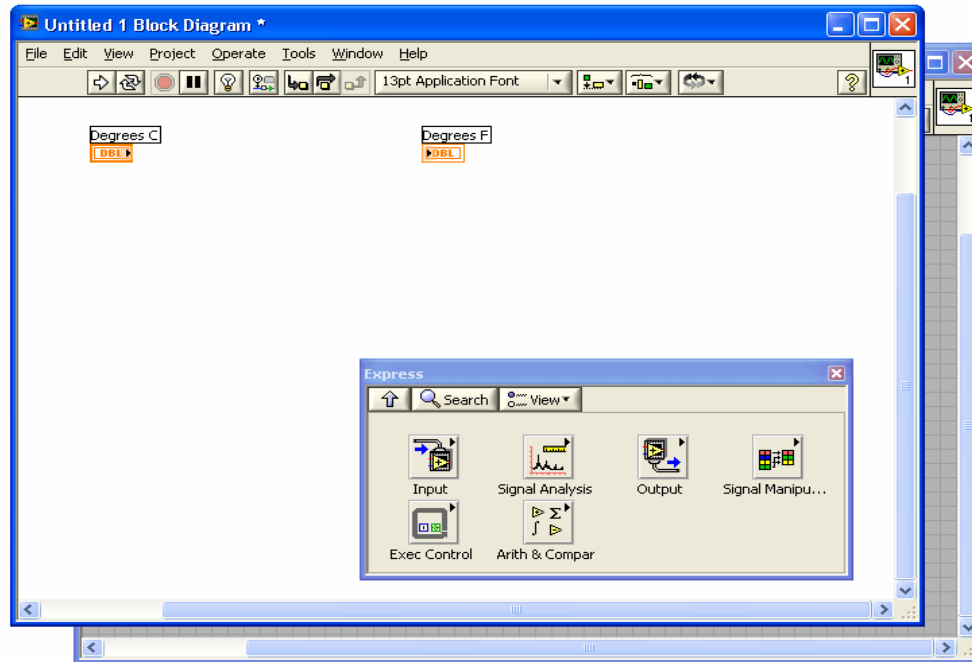 Untitled 1 Block Diagram *
File Edit View Project Operate Tools Window Help
13pt Application Font
1
Degrees C Degrees F
DBL DBL
Express
Search View
Input Signal Analysis Output Signal Manipu...
Exec Control Arith & Compar